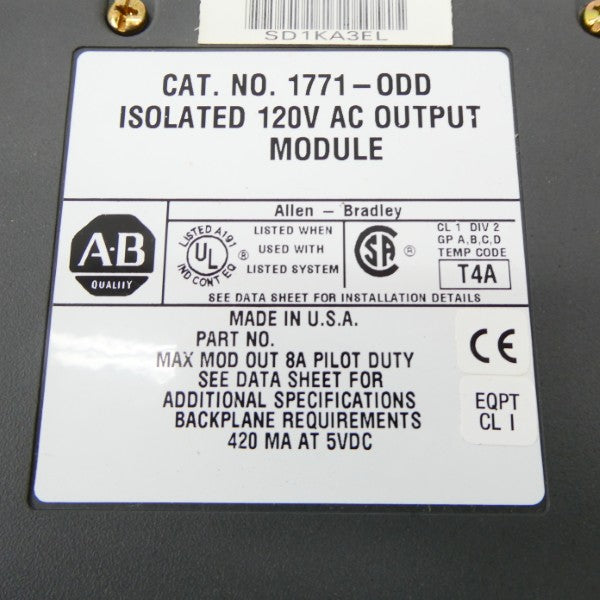 SD1KA3EL
CAT. NO. 1771-ODD
ISOLATED 120V AC OUTPUT
MODULE
Allen - Bradley
A·B
QUALITY
LISTED A191
UL ®
IND CONT EQ
LISTED WHEN
USED WITH
LISTED SYSTEM
SA ®
CL 1 DIV 2
GP A,B,C,D
TEMP CODE
T4A
SEE DATA SHEET FOR INSTALLATION DETAILS
MADE IN U.S.A.
PART NO.
MAX MOD OUT 8A PILOT DUTY
SEE DATA SHEET FOR
ADDITIONAL SPECIFICATIONS
BACKPLANE REQUIREMENTS
420 MA AT 5VDC
CE
EQPT
CL I